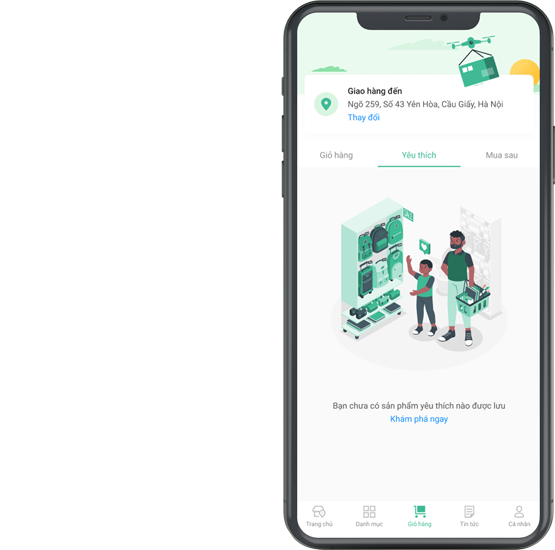 Giao hàng đến
Ngõ 259, Số 43 Yên Hòa, Cầu Giấy, Hà Nội
Thay đổi
Giỏ hàng Yêu thích Mua sau
Bạn chưa có sản phẩm yêu thích nào được lưu
Khám phá ngay
Trang chủ Danh mục Giỏ hàng Tin tức Cá nhân